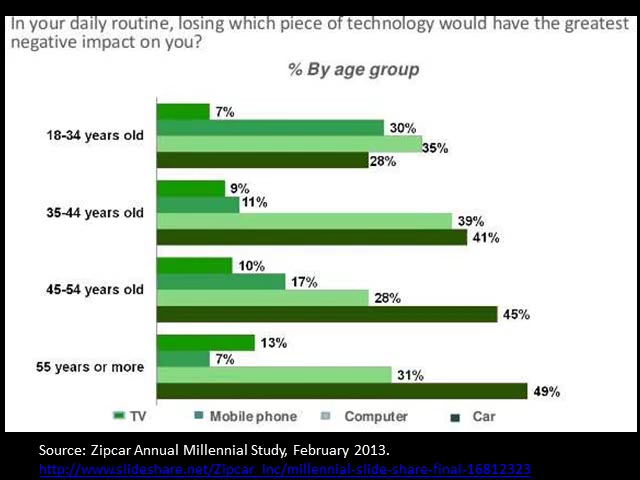 In your daily routine, losing which piece of technology would have the greatest
negative impact on you?
% By age group
7%
18-34 years old
30%
35%
28%
9%
35-44 years old
11%
39%
41%
10%
45-54 years old
17%
28%
45%
13%
55 years or more
7%
31%
49%
TV Mobile phone Computer Car
Source: Zipcar Annual Millennial Study, February 2013.
http://www.slideshare.net/Zipcar_Inc/millennial-slide-share-final-16812323